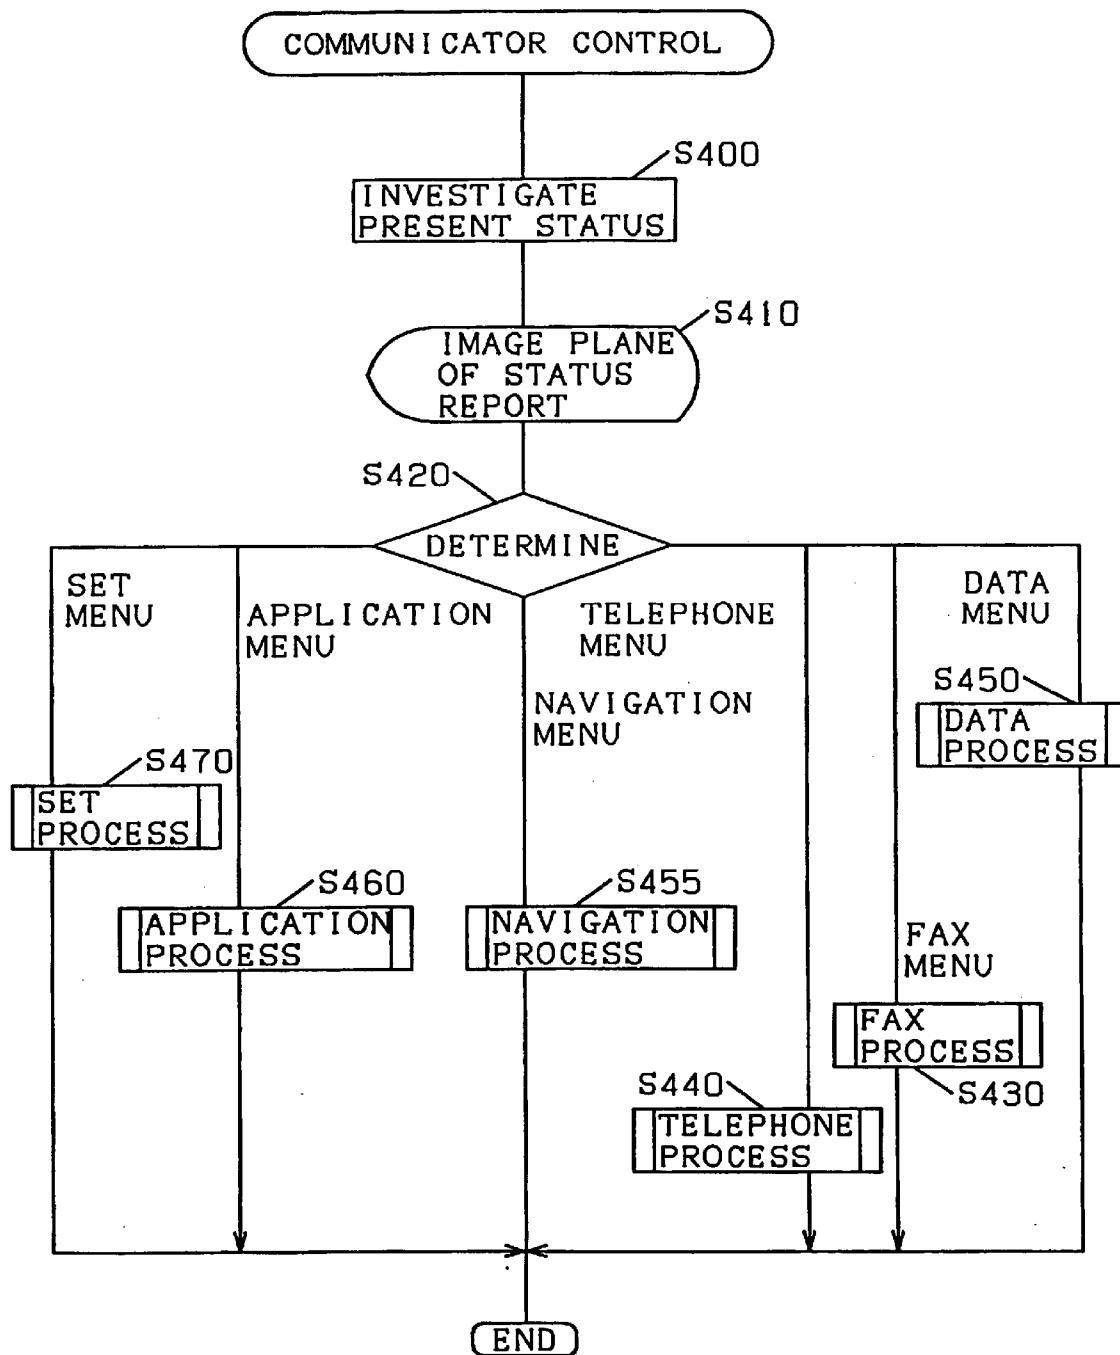 COMMUNICATOR CONTROL
S400
INVESTIGATE
PRESENT STATUS
S410
IMAGE PLANE
OF STATUS
REPORT
S420
DETERMINE
SET
MENU
APPLICATION
MENU
TELEPHONE
MENU
DATA
MENU
NAVIGATION
MENU
S450
DATA
PROCESS
S470
SET
PROCESS
S460
APPLICATION
PROCESS
S455
NAVIGATION
PROCESS
FAX
MENU
FAX
PROCESS
S430
S440
TELEPHONE
PROCESS
END